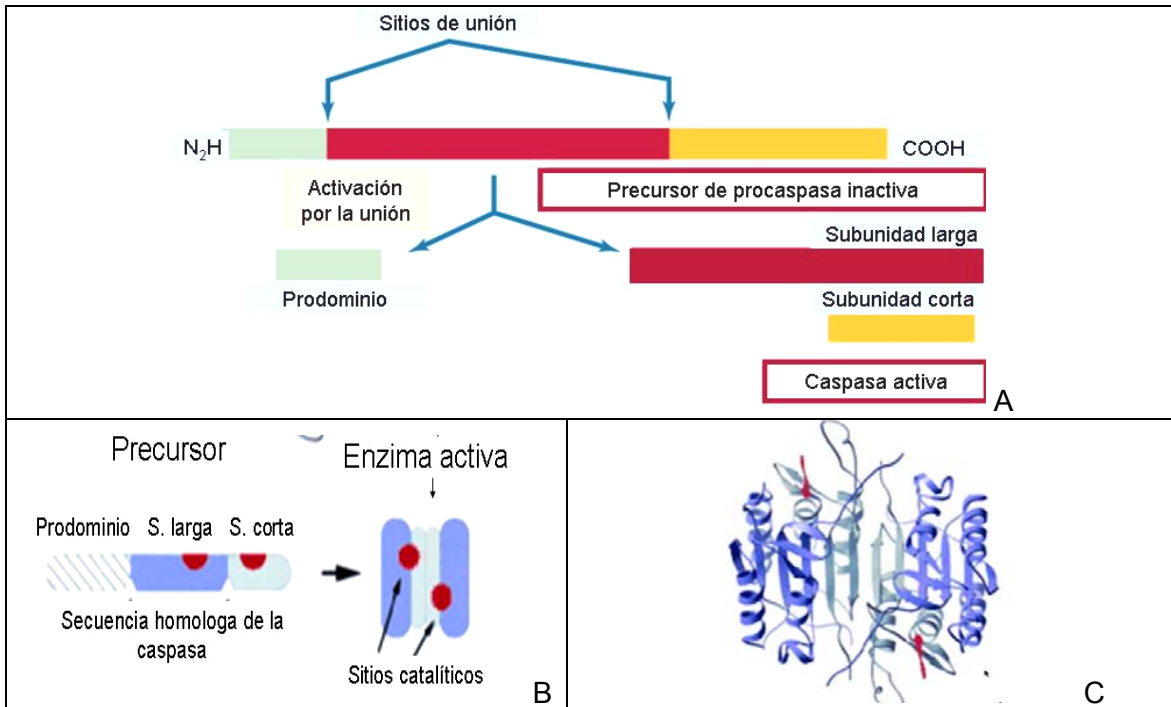 Sitios de unión
N₂H
COOH
Activación
por la unión
Precursor de procaspasa inactiva
Subunidad larga
Prodominio
Subunidad corta
Caspasa activa
A
Precursor
Enzima activa
Prodominio S. larga S. corta
Secuencia homologa de la
caspasa
Sitios catalíticos
B
C